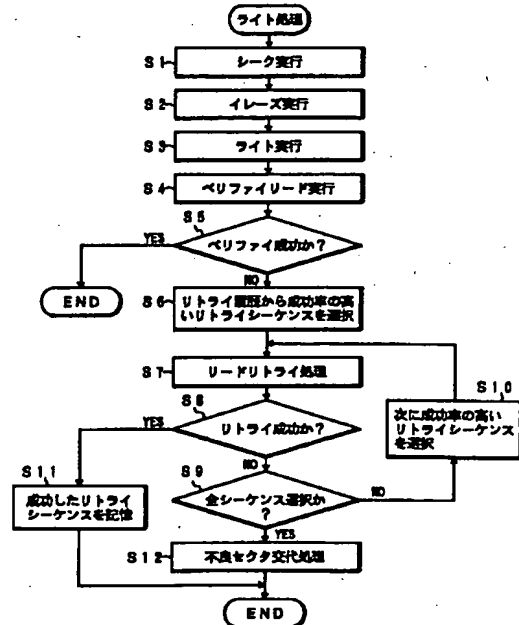 ライト処理
S1
シーク実行
S2
イレーズ実行
S3
ライト実行
S4
ベリファイリード実行
S5
YES
ベリファイ成功か?
END
NO
S6
リトライ履歴から成功率の高
いリトライシーケンスを選択
S7
リードリトライ処理
S10
次に成功率の高い
リトライシーケンス
を選択
S8
YES
リトライ成功か?
S11
成功したリトライ
シーケンスを記憶
NO
S9
全シーケンス選択か
?
NO
YES
S12
不良セクタ交代処理
END